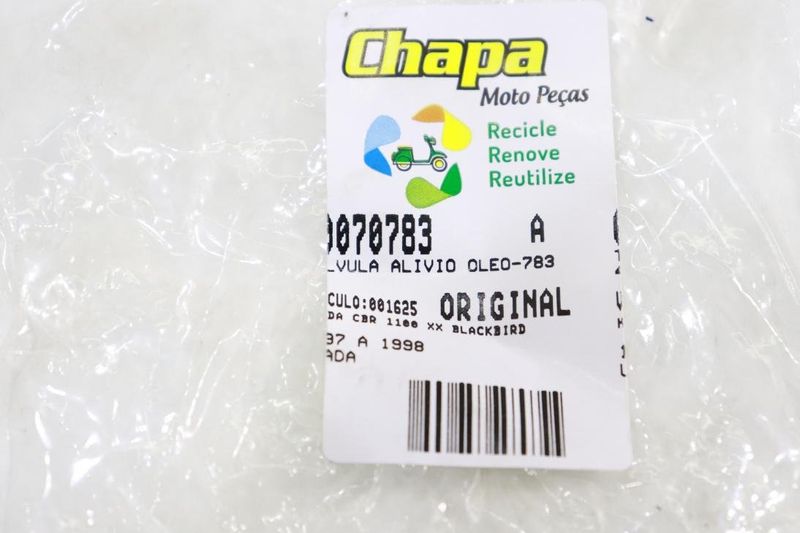 Chapa
Moto Peças
Recicle
Renove
Reutilize
0070783 A
LVULA ALIVIO OLEO-783
CULO:001625 ORIGINAL
DA CBR 1100 XX BLACKBIRD
97 A 1998
ADA